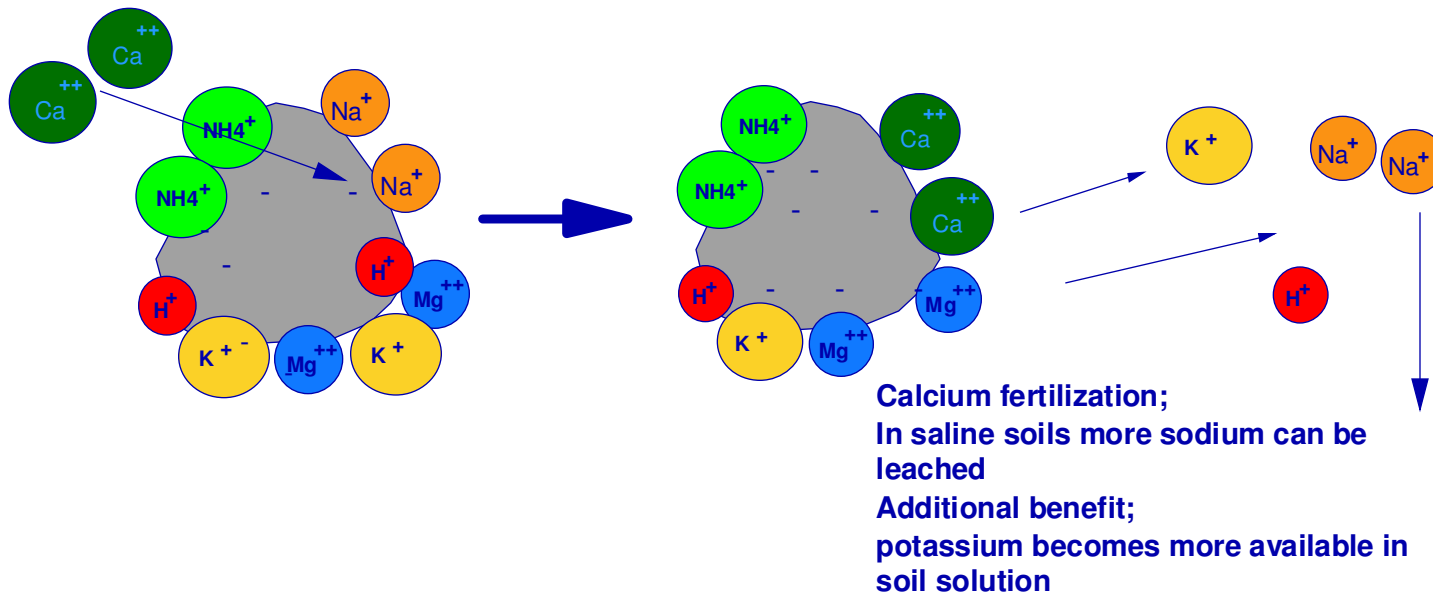 Ca ++
Ca ++
NH4+
Na+
NH4+
Na+
- -
-
-
H+
H+
Mg++
K + -
-
Mg++
K +
NH4+
Ca ++
NH4+
- -
- -
Ca ++
H+
- - -
Mg++
K +
Mg++
K +
Na+
Na+
H+
Calcium fertilization;
In saline soils more sodium can be
leached
Additional benefit;
potassium becomes more available in
soil solution